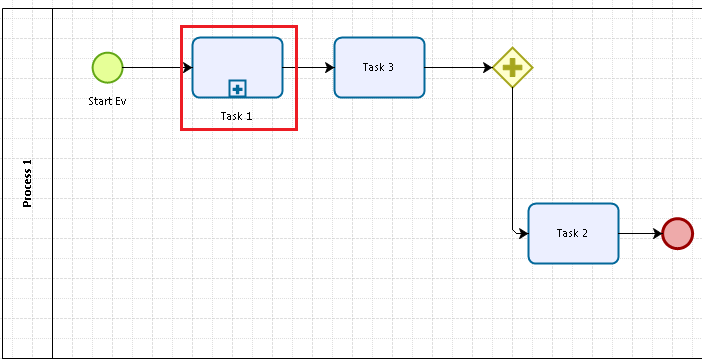 Process 1
Start Ev
Task 1
Task 3
Task 2